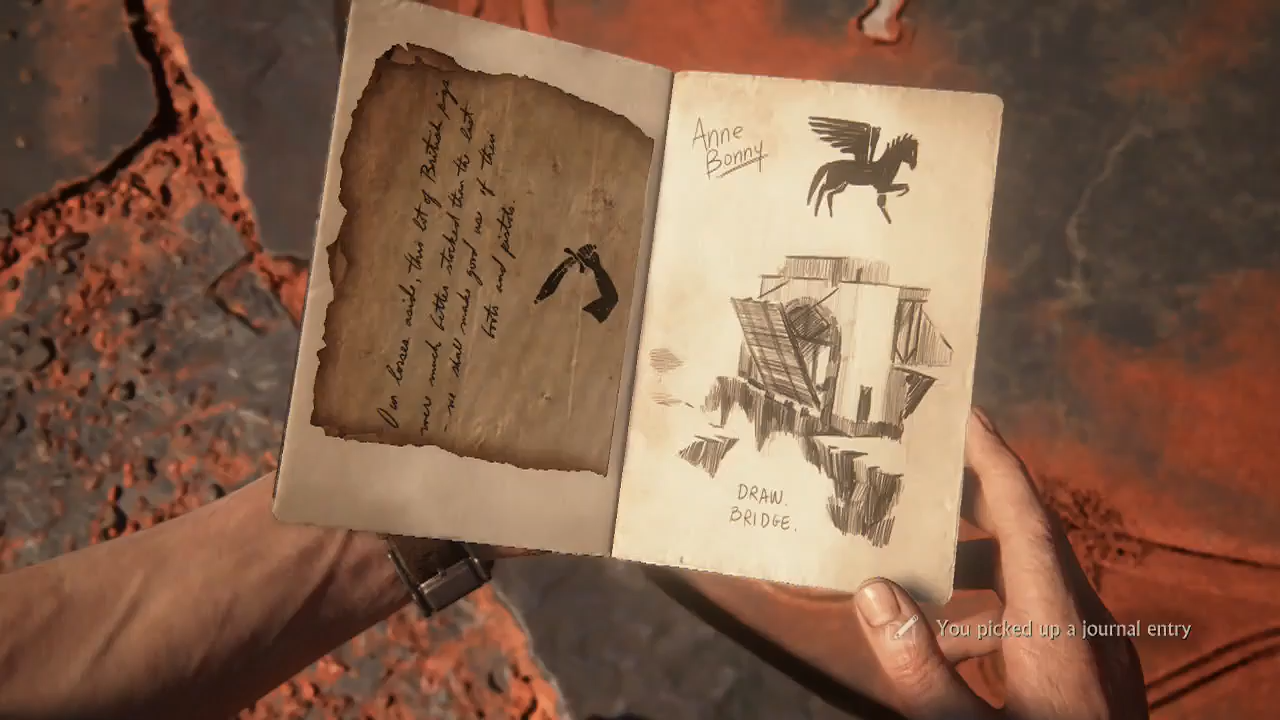 Our losses aside, this lot of British pigs
were much better stocked then the last
- we shall make good use of their
boots and pistols.
Anne
Bonny
DRAW.
BRIDGE.
You picked up a journal entry